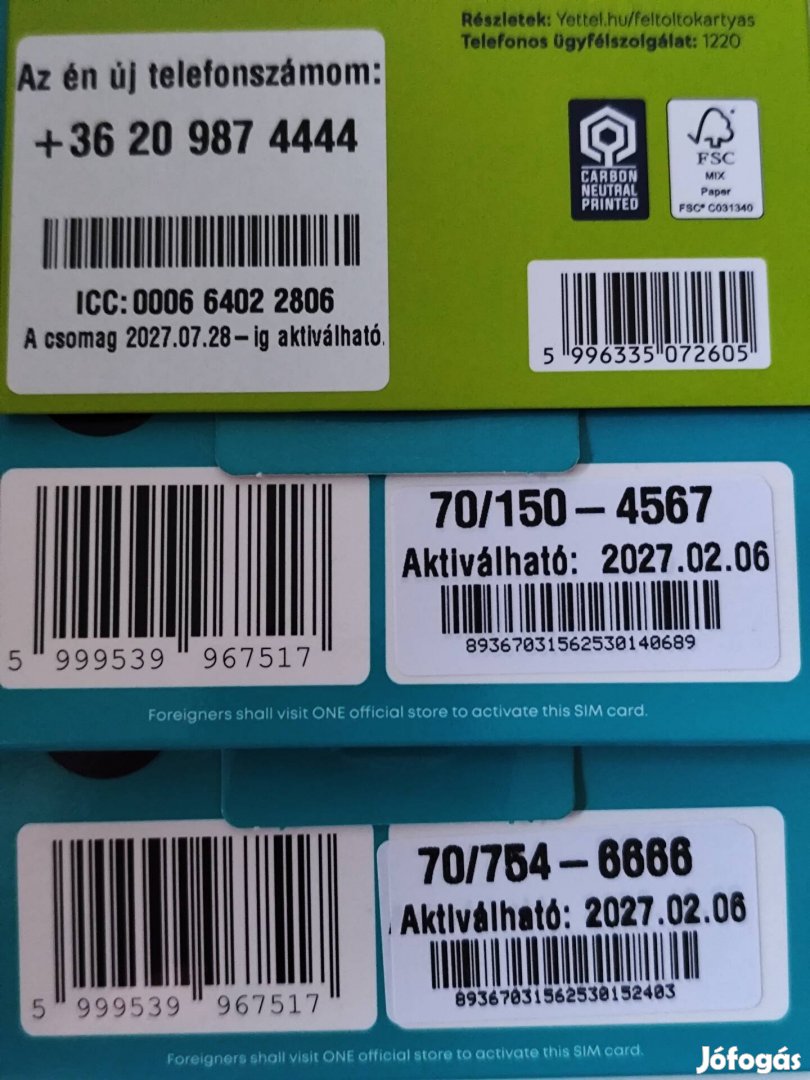 Részletek: Yettel.hu/feltoltokartyas
Telefonos ügyfélszolgálat: 1220
Az én új telefonszámom:
+36 20 987 4444
ICC: 0006 6402 2806
A csomag 2027.07.28 – ig aktiválható.
CARBON
NEUTRAL
PRINTED
FSC
MIX
Paper
FSC® C031340
5 996335 072605
5 999539 967517
70/150 – 4567
Aktiválható: 2027.02.06
89367031562530140689
Foreigners shall visit ONE official store to activate this SIM card.
5 999539 967517
70/754 – 6666
Aktiválható: 2027.02.06
89367031562530152403
Foreigners shall visit ONE official store to activate this SIM card.
Jófogás